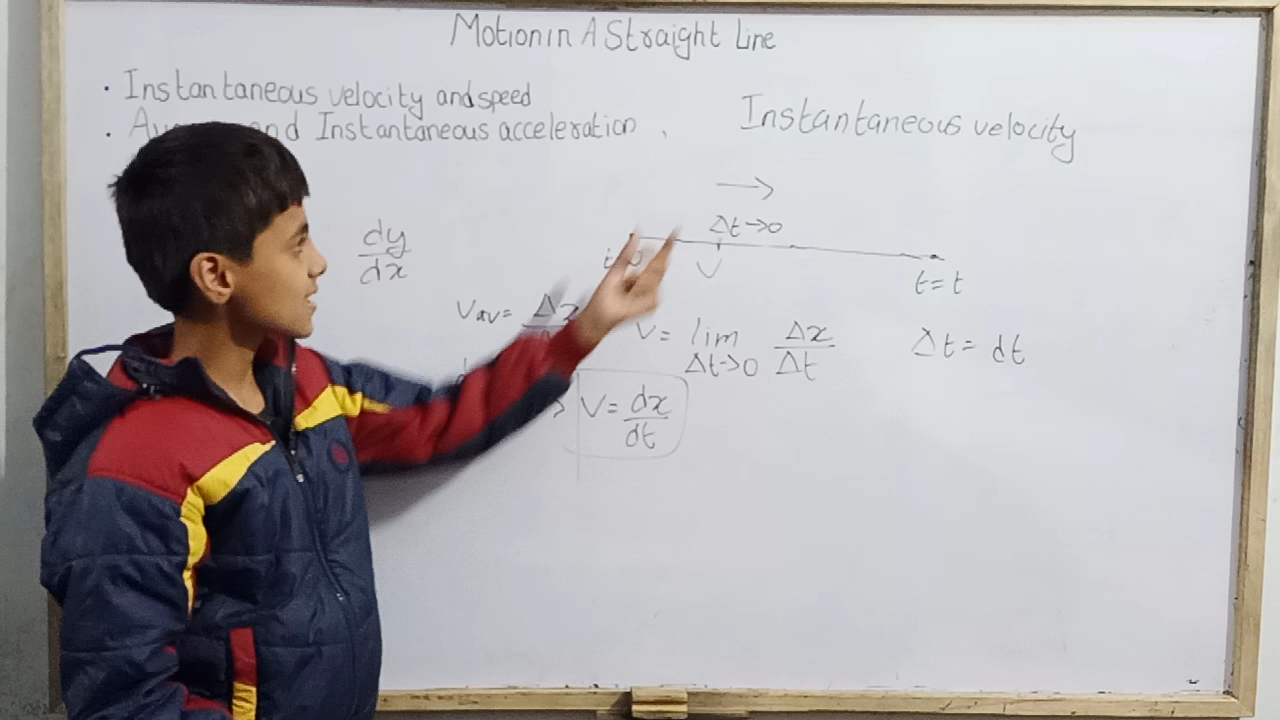 Motion in A Straight Line
· Instantaneous velocity and speed
· and Instantaneous acceleration
Instantaneous velocity
Δt→0
V
t=t
dy/dx
Vav= Δx
V= lim Δt→0 Δx/Δt
Δt= dt
V= dx/dt